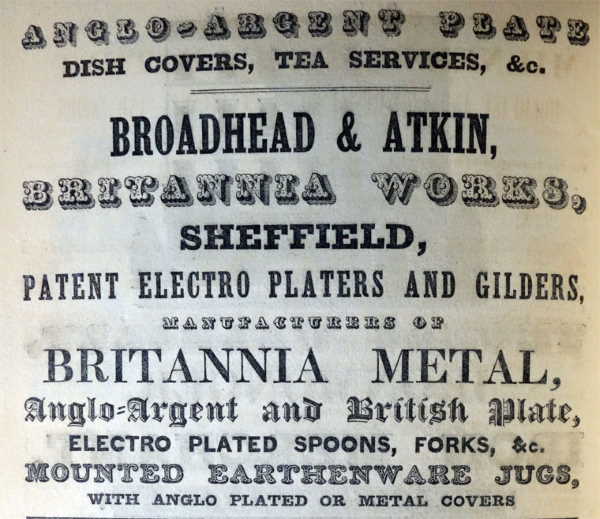 ANGLO-ARGENT PLATE
DISH COVERS, TEA SERVICES, &c.
BROADHEAD & ATKIN,
BRITANNIA WORKS,
SHEFFIELD,
PATENT ELECTRO PLATERS AND GILDERS,
MANUFACTURERS OF
BRITANNIA METAL,
Anglo-Argent and British Plate,
ELECTRO PLATED SPOONS, FORKS, &c.
MOUNTED EARTHENWARE JUGS,
WITH ANGLO PLATED OR METAL COVERS